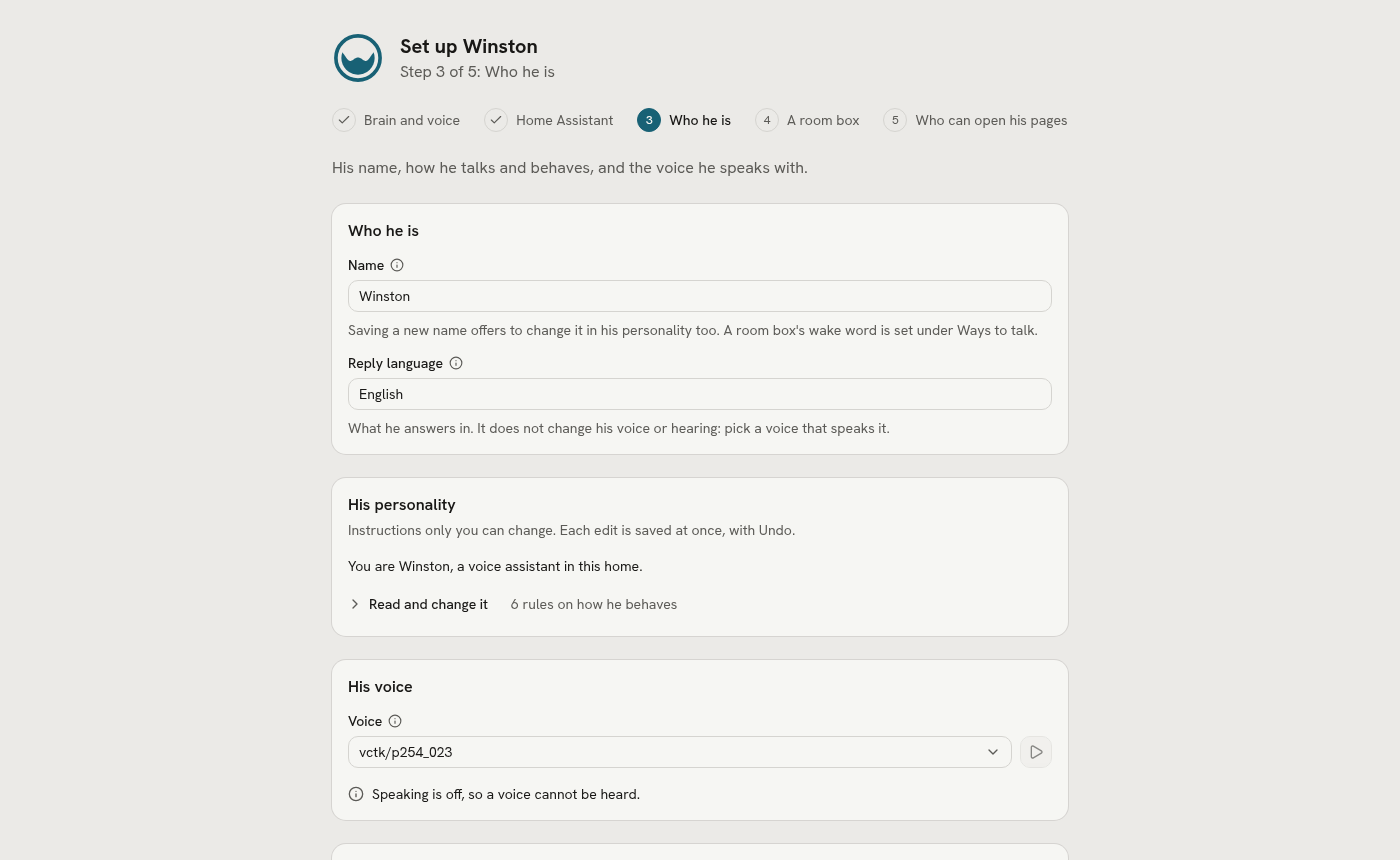 Set up Winston
Step 3 of 5: Who he is
Brain and voice
Home Assistant
3 Who he is
4 A room box
5 Who can open his pages
His name, how he talks and behaves, and the voice he speaks with.
Who he is
Name
Winston
Saving a new name offers to change it in his personality too. A room box's wake word is set under Ways to talk.
Reply language
English
What he answers in. It does not change his voice or hearing: pick a voice that speaks it.
His personality
Instructions only you can change. Each edit is saved at once, with Undo.
You are Winston, a voice assistant in this home.
Read and change it 6 rules on how he behaves
His voice
Voice
vctk/p254_023
Speaking is off, so a voice cannot be heard.